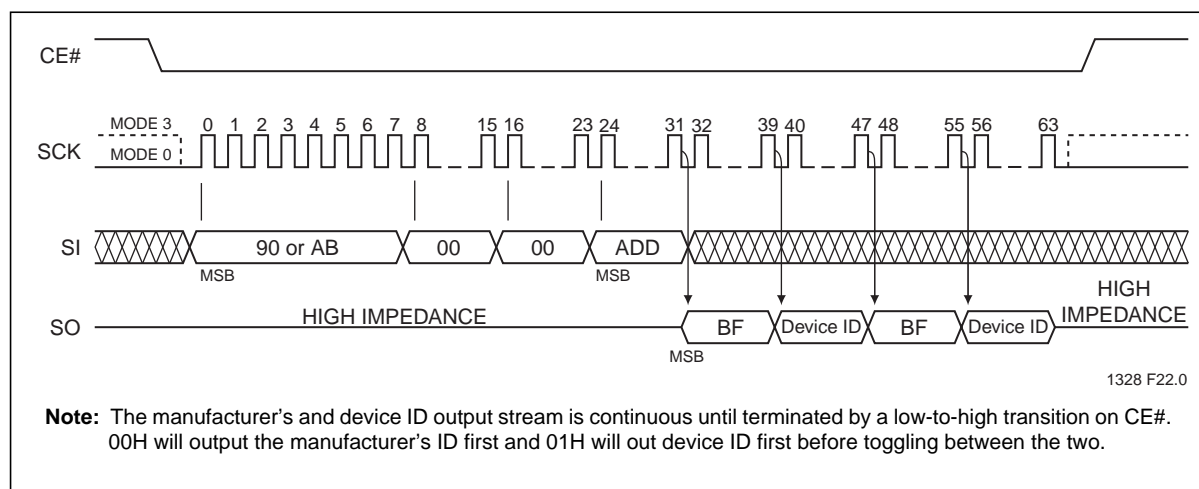 CE#
MODE 3
0 1 2 3 4 5 6 7 8 15 16 23 24 31 32 39 40 47 48 55 56 63
SCK
MODE 0
SI
90 or AB 00 00 ADD
MSB MSB
HIGH IMPEDANCE
HIGH IMPEDANCE
SO
BF Device ID BF Device ID
MSB
1328 F22.0
Note: The manufacturer's and device ID output stream is continuous until terminated by a low-to-high transition on CE#.
00H will output the manufacturer's ID first and 01H will out device ID first before toggling between the two.